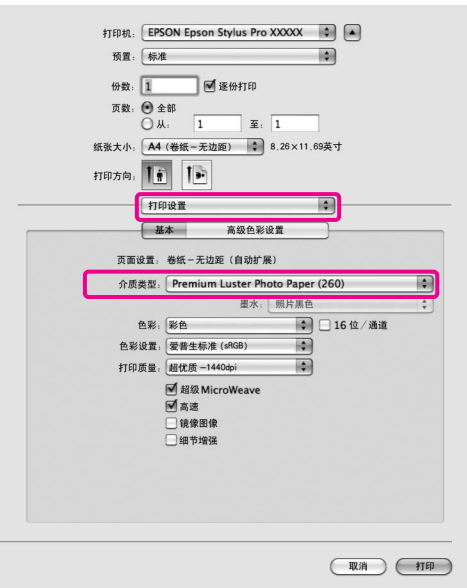 打印机: EPSON Epson Stylus Pro XXXXX
预置: 标准
份数: 1 逐份打印
页数: 全部
从: 1 至: 1
纸张大小: A4 (卷纸-无边距) 8.26×11.69英寸
打印方向:
打印设置
基本 高级色彩设置
页面设置: 卷纸-无边距 (自动扩展)
介质类型: Premium Luster Photo Paper (260)
墨水: 照片黑色
色彩: 彩色 16 位/通道
色彩设置: 爱普生标准 (sRGB)
打印质量: 超优质 -1440dpi
超级 MicroWeave
高速
镜像图像
细节增强
取消 打印